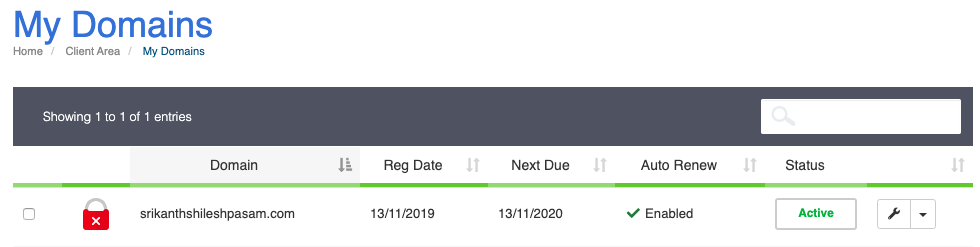 My Domains
Home / Client Area / My Domains
Showing 1 to 1 of 1 entries
Domain Reg Date Next Due Auto Renew Status
srikanthshileshpasam.com 13/11/2019 13/11/2020 Enabled Active